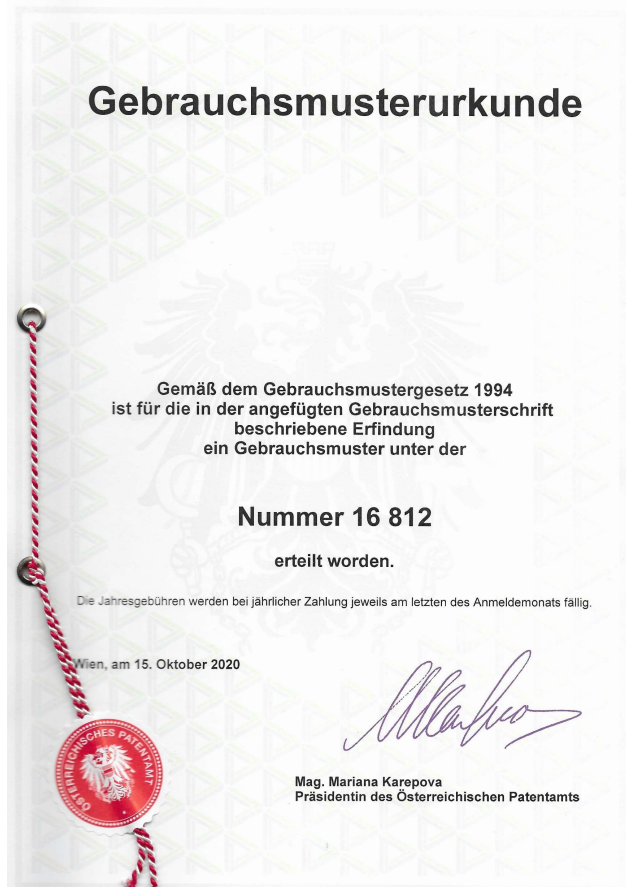 Gebrauchsmusterurkunde
Gemäß dem Gebrauchsmustergesetz 1994
ist für die in der angefügten Gebrauchsmusterschrift
beschriebene Erfindung
ein Gebrauchsmuster unter der
Nummer 16 812
erteilt worden.
Die Jahresgebühren werden bei jährlicher Zahlung jeweils am letzten des Anmeldemonats fällig.
Wien, am 15. Oktober 2020
ÖSTERREICHISCHES PATENTAMT
Mag. Mariana Karepova
Präsidentin des Österreichischen Patentamts